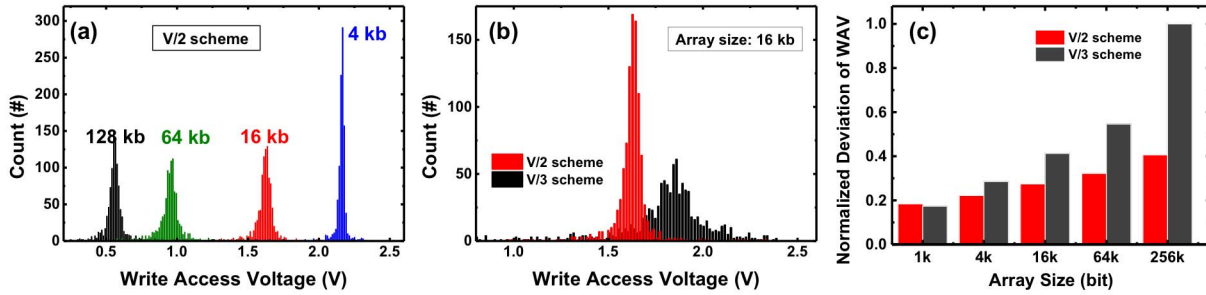 (a)
V/2 scheme
4 kb
128 kb
64 kb
16 kb
300
250
200
150
100
50
0
Count (#)
0.5 1.0 1.5 2.0 2.5
Write Access Voltage (V)
(b)
Array size: 16 kb
V/2 scheme
V/3 scheme
150
100
50
0
Count (#)
1.0 1.5 2.0 2.5
Write Access Voltage (V)
(c)
V/2 scheme
V/3 scheme
1.0
0.8
0.6
0.4
0.2
0.0
Normalized Deviation of WAV
1k 4k 16k 64k 256k
Array Size (bit)